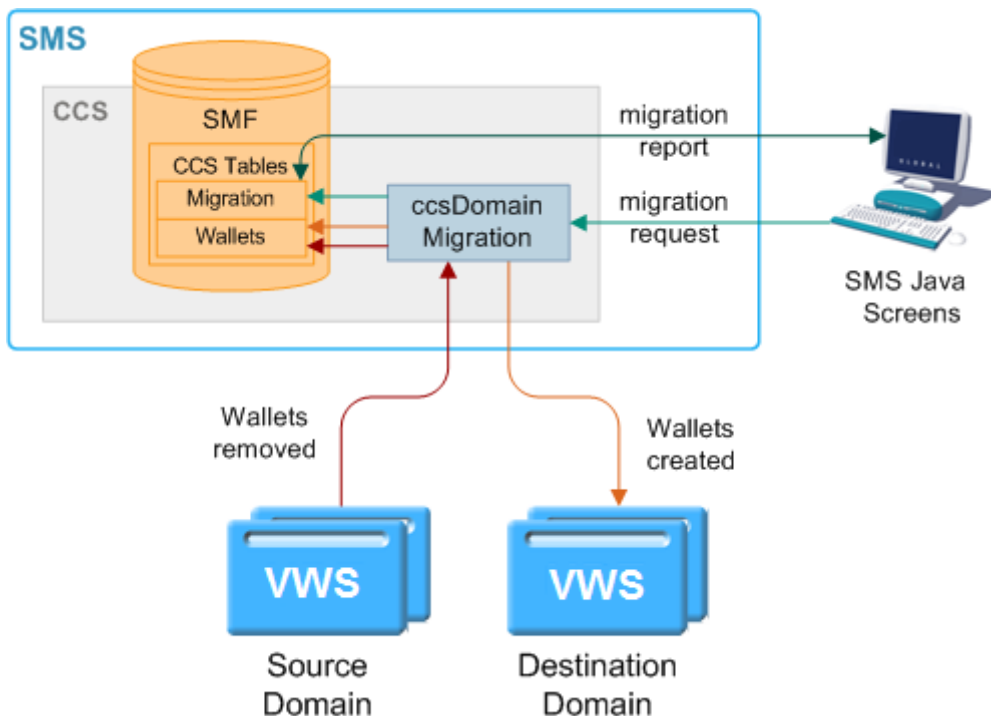 SMS
CCS
SMF
CCS Tables
Migration
Wallets
ccsDomain
Migration
migration
report
migration
request
GLOBAL
SMS Java
Screens
Wallets
removed
Wallets
created
VWS
VWS
Source
Domain
Destination
Domain